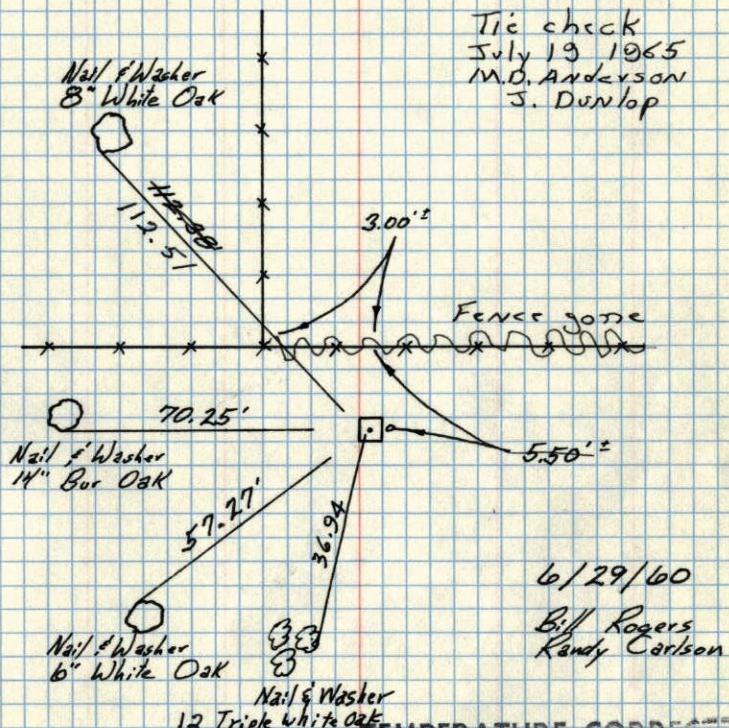 Tie check
July 19 1965
M.D. Anderson
J. Dunlop
Nail & Washer
8" White Oak
112.38'
112.51
3.00'±
Fence gone
70.25'
Nail & Washer
14" Bur Oak
5.50'±
57.27'
36.94
6/29/60
Bill Rogers
Randy Carlson
Nail & Washer
6" White Oak
Nail & Washer
12 Triple White Oak
TEMPERATURE CORRECTED